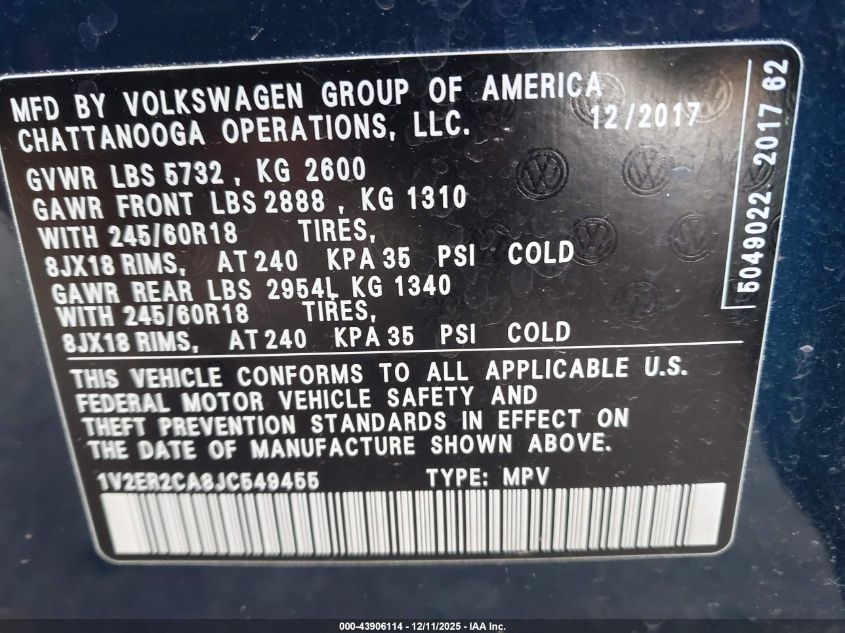 MFD BY VOLKSWAGEN GROUP OF AMERICA
CHATTANOOGA OPERATIONS, LLC. 12/2017
GVWR LBS 5732 , KG 2600
GAWR FRONT LBS 2888 , KG 1310
WITH 245/60R18 TIRES,
8JX18 RIMS, AT 240 KPA 35 PSI COLD
GAWR REAR LBS 2954L KG 1340
WITH 245/60R18 TIRES,
8JX18 RIMS, AT 240 KPA 35 PSI COLD
THIS VEHICLE CONFORMS TO ALL APPLICABLE U.S.
FEDERAL MOTOR VEHICLE SAFETY AND
THEFT PREVENTION STANDARDS IN EFFECT ON
THE DATE OF MANUFACTURE SHOWN ABOVE.
1V2ER2CA8JC549455 TYPE: MPV
5049022 2017 62
000-43906114 - 12/11/2025 - IAA Inc.